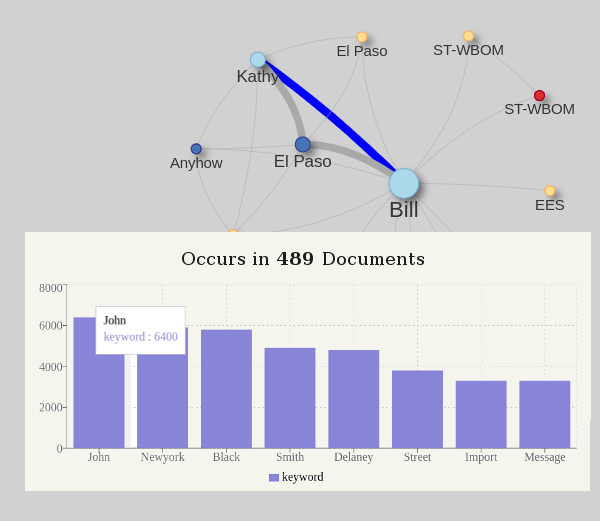 El Paso
ST-WBOM
Kathy
ST-WBOM
Anyhow
El Paso
EES
Bill
Occurs in 489 Documents
8000
6000
4000
2000
0
John
keyword : 6400
John Newyork Black Smith Delaney Street Import Message
keyword